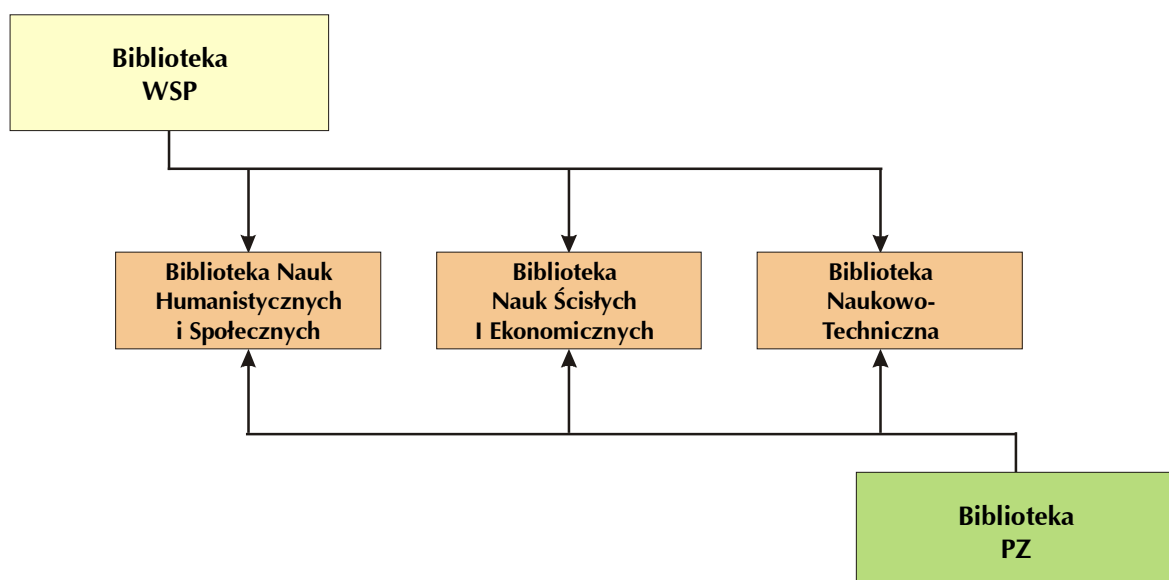 Biblioteka
WSP
Biblioteka Nauk
Humanistycznych
i Społecznych
Biblioteka
Nauk Ścisłych
I Ekonomicznych
Biblioteka
Naukowo-
Techniczna
Biblioteka
PZ